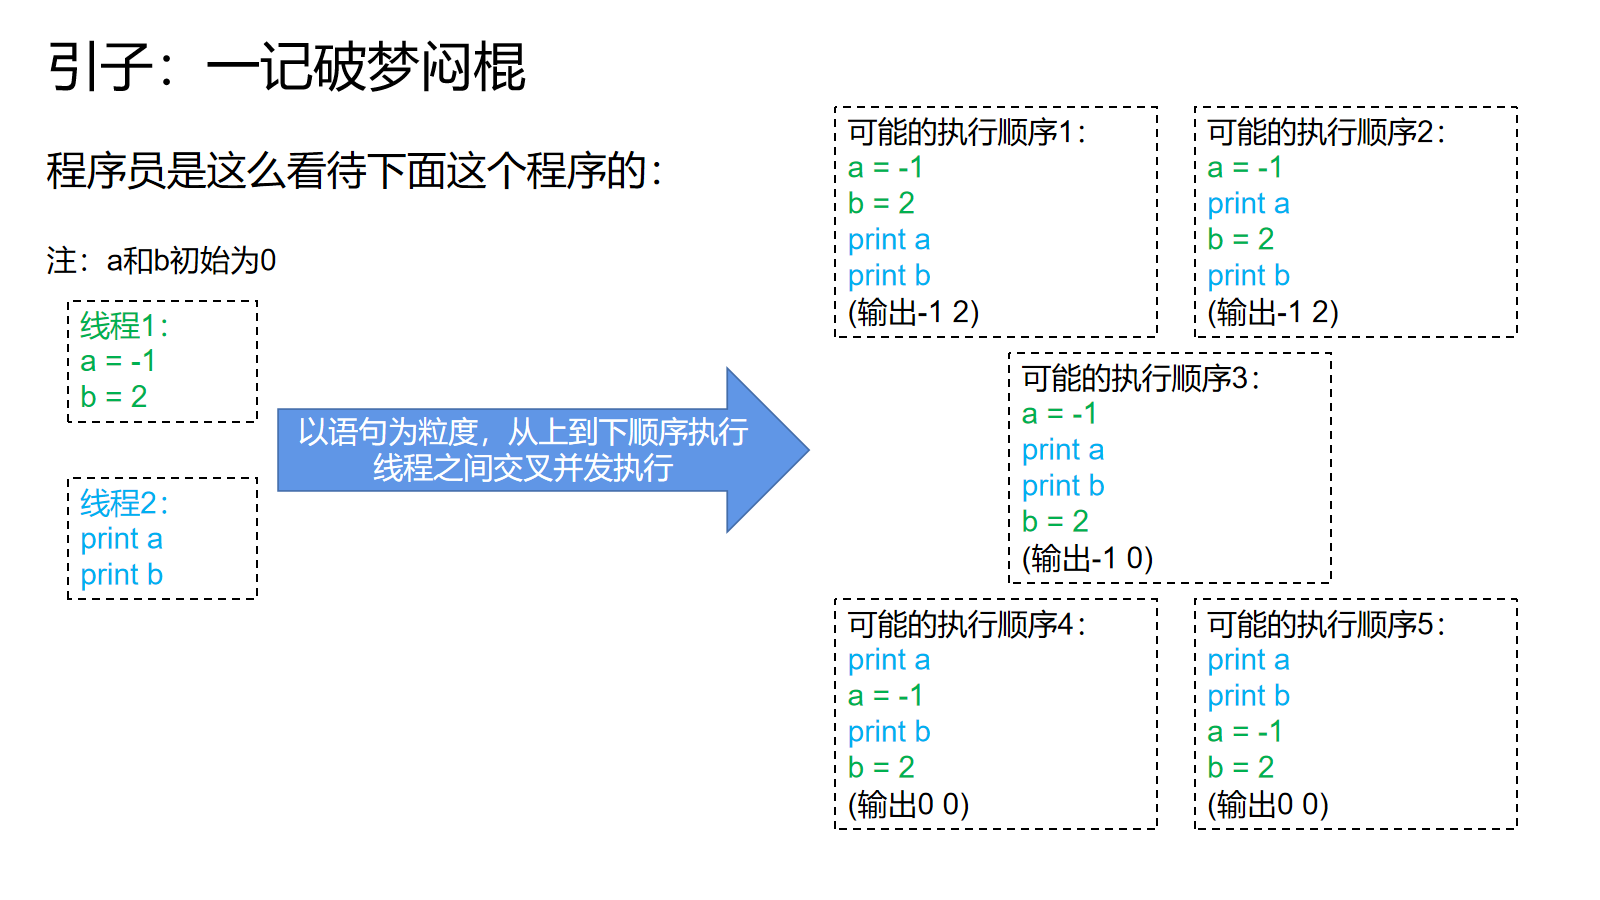 引子：一记破梦闷棍
程序员是这么看待下面这个程序的：
注：a和b初始为0
线程1：
a = -1
b = 2
线程2：
print a
print b
以语句为粒度，从上到下顺序执行
线程之间交叉并发执行
可能的执行顺序1：
a = -1
b = 2
print a
print b
(输出-1 2)
可能的执行顺序2：
a = -1
print a
b = 2
print b
(输出-1 2)
可能的执行顺序3：
a = -1
print a
print b
b = 2
(输出-1 0)
可能的执行顺序4：
print a
a = -1
print b
b = 2
(输出0 0)
可能的执行顺序5：
print a
print b
a = -1
b = 2
(输出0 0)